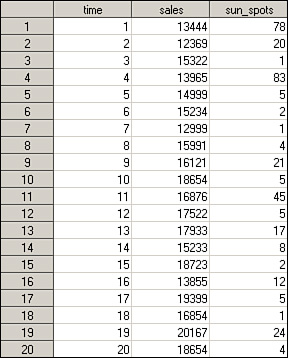 time sales sun_spots
1 1 13444 78
2 2 12369 20
3 3 15322 1
4 4 13965 83
5 5 14999 5
6 6 15234 2
7 7 12999 1
8 8 15991 4
9 9 16121 21
10 10 18654 5
11 11 16876 45
12 12 17522 5
13 13 17933 17
14 14 15233 8
15 15 18723 2
16 16 13855 12
17 17 19399 5
18 18 16854 1
19 19 20167 24
20 20 18654 4